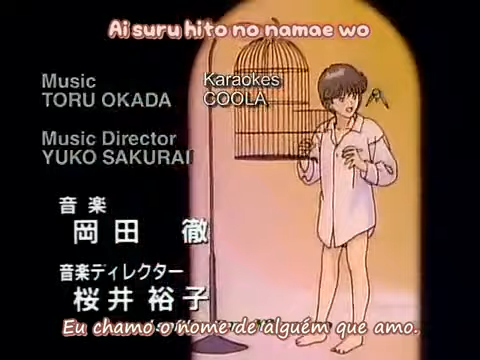 Ai suru hito no namae wo
Music
TORU OKADA
Karaokes
COOLA
Music Director
YUKO SAKURAI
音楽
岡田 徹
音楽ディレクター
桜井裕子
Eu chamo o nome de alguém que amo.